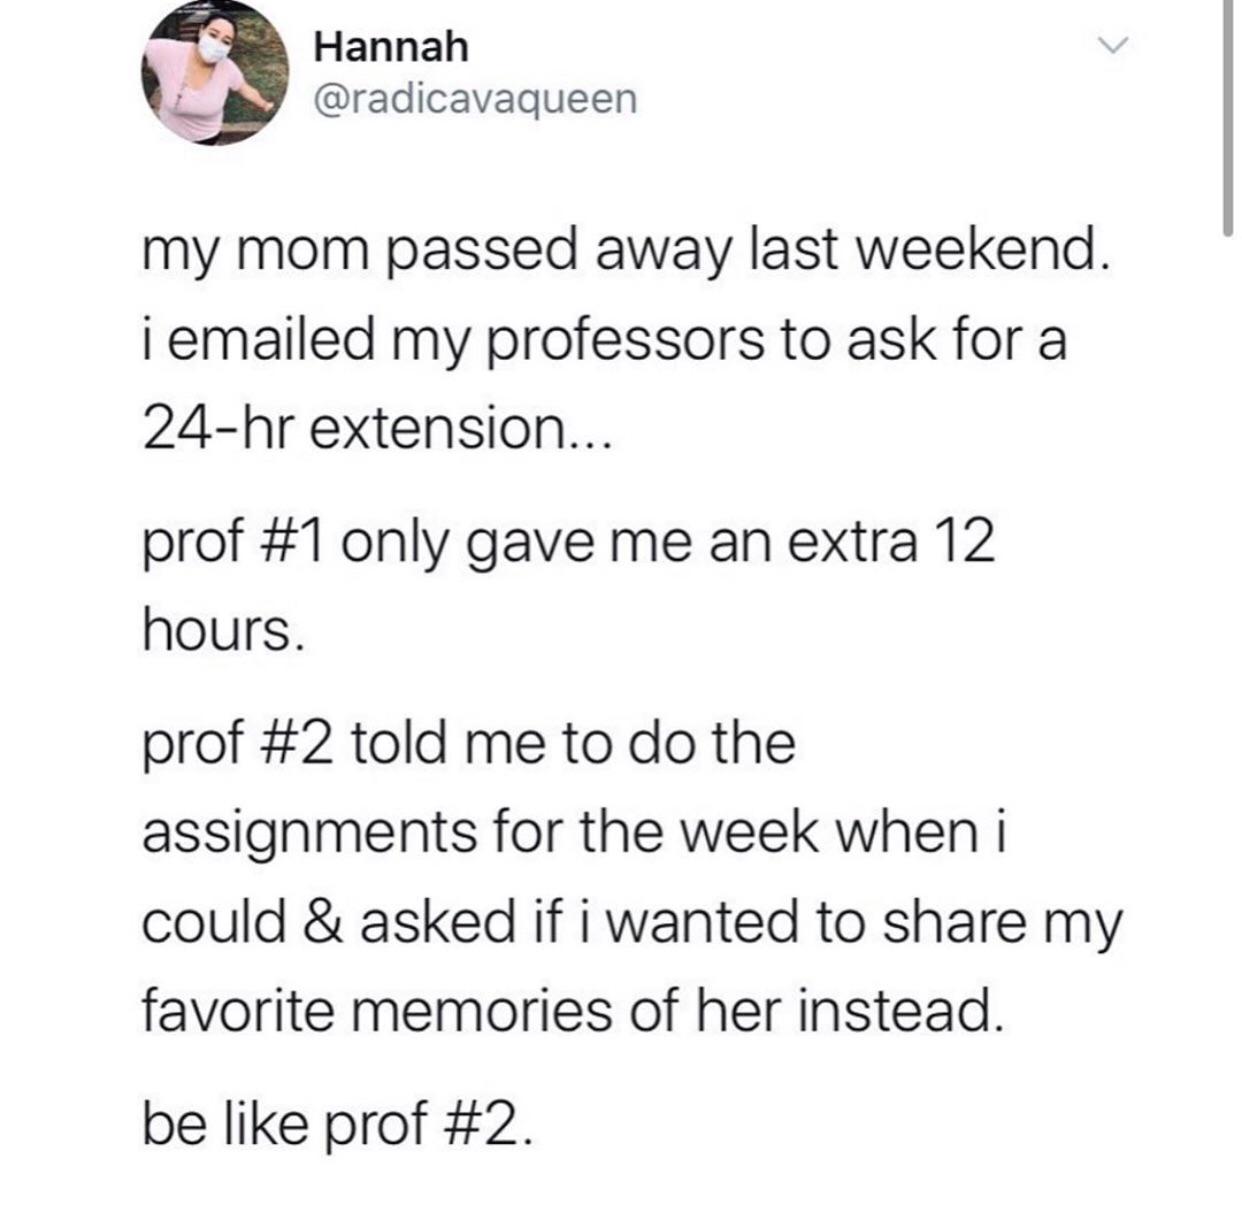 Hannah
@radicavaqueen
my mom passed away last weekend.
i emailed my professors to ask for a
24-hr extension...
prof #1 only gave me an extra 12
hours.
prof #2 told me to do the
assignments for the week when i
could & asked if i wanted to share my
favorite memories of her instead.
be like prof #2.